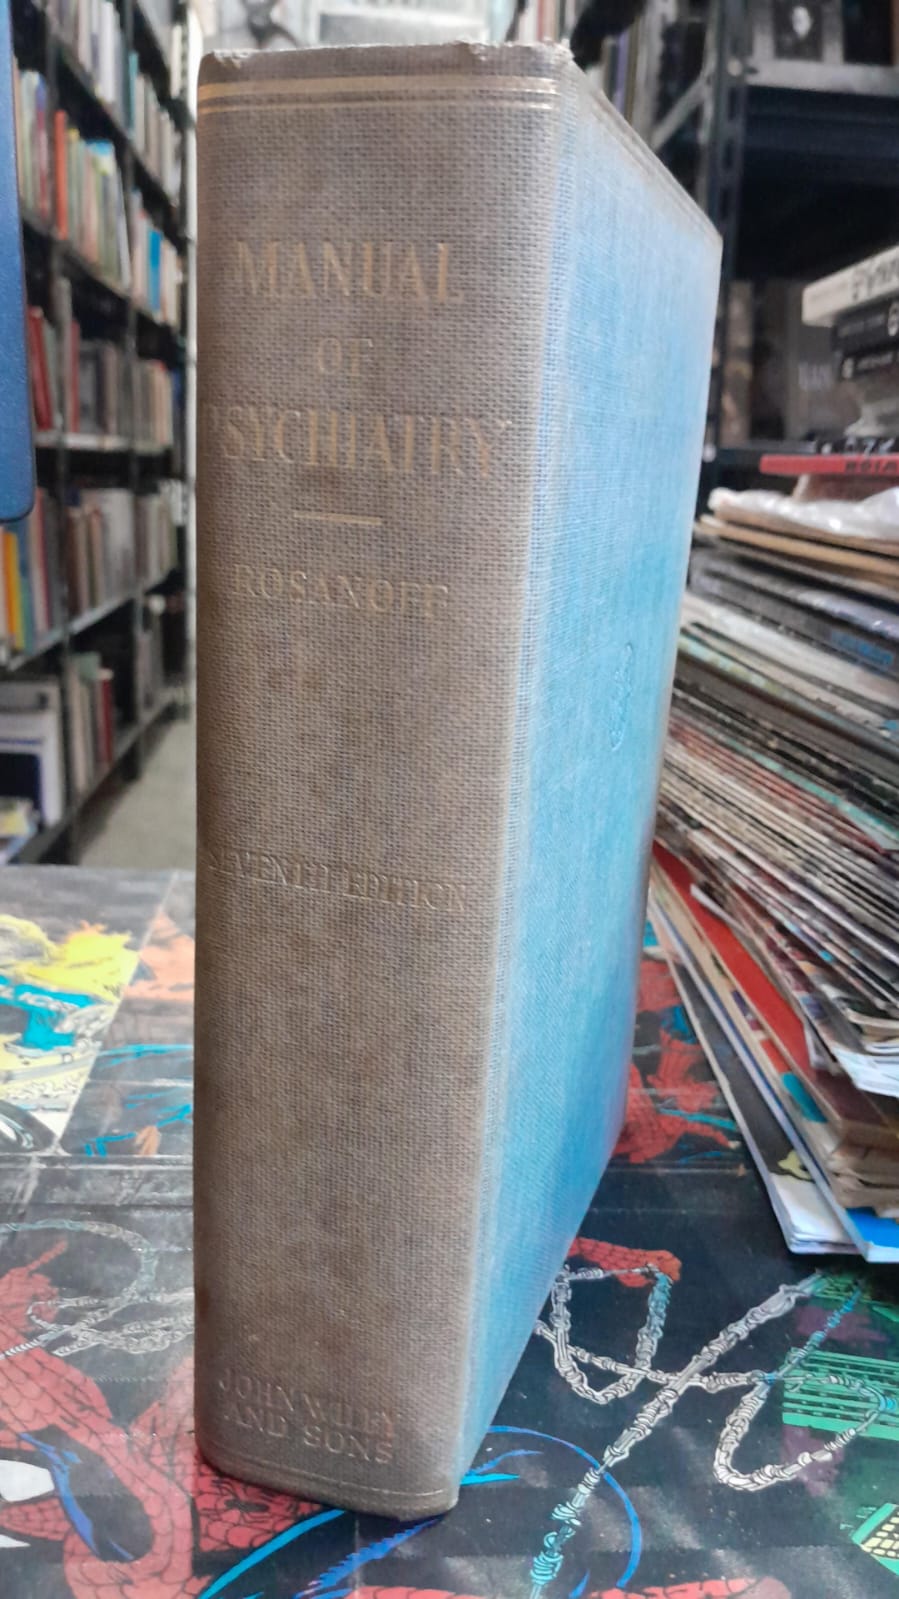 MANUAL
OF
PSYCHIATRY
ROSANOFF
SEVENTH EDITION
JOHN WILEY
AND SONS